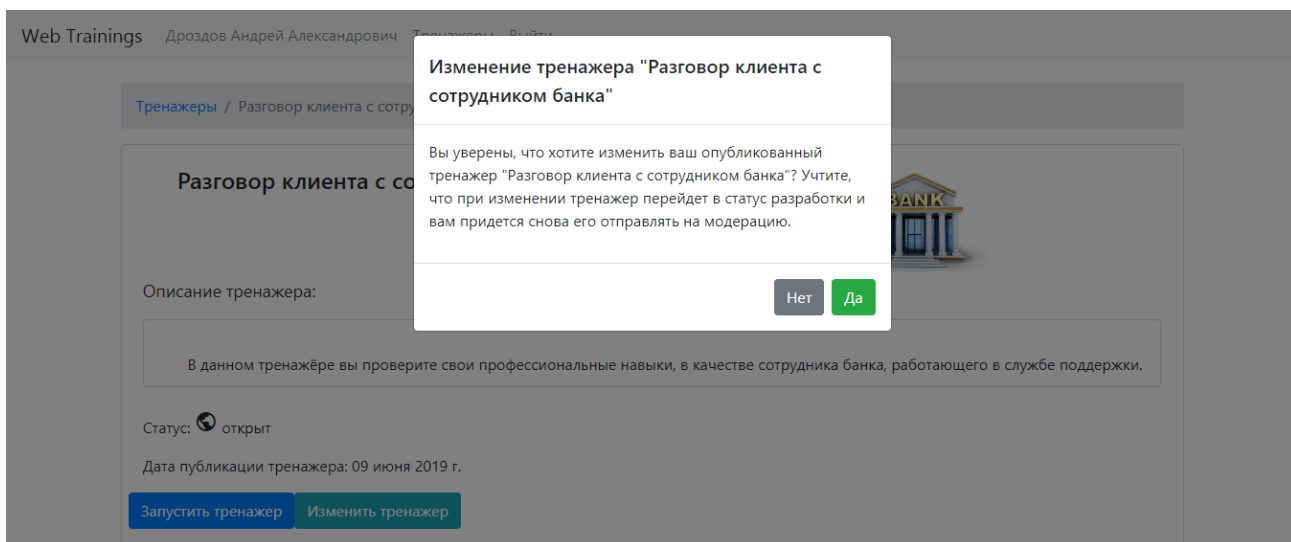 Web Trainings Дроздов Андрей Александрович Тренажеры Выйти
Изменение тренажера "Разговор клиента с
сотрудником банка"
Тренажеры / Разговор клиента с сотру
Вы уверены, что хотите изменить ваш опубликованный
тренажер "Разговор клиента с сотрудником банка"? Учтите,
что при изменении тренажер перейдет в статус разработки и
вам придется снова его отправлять на модерацию.
Нет Да
Разговор клиента с со
BANK
Описание тренажера:
В данном тренажёре вы проверите свои профессиональные навыки, в качестве сотрудника банка, работающего в службе поддержки.
Статус: открыт
Дата публикации тренажера: 09 июня 2019 г.
Запустить тренажер Изменить тренажер